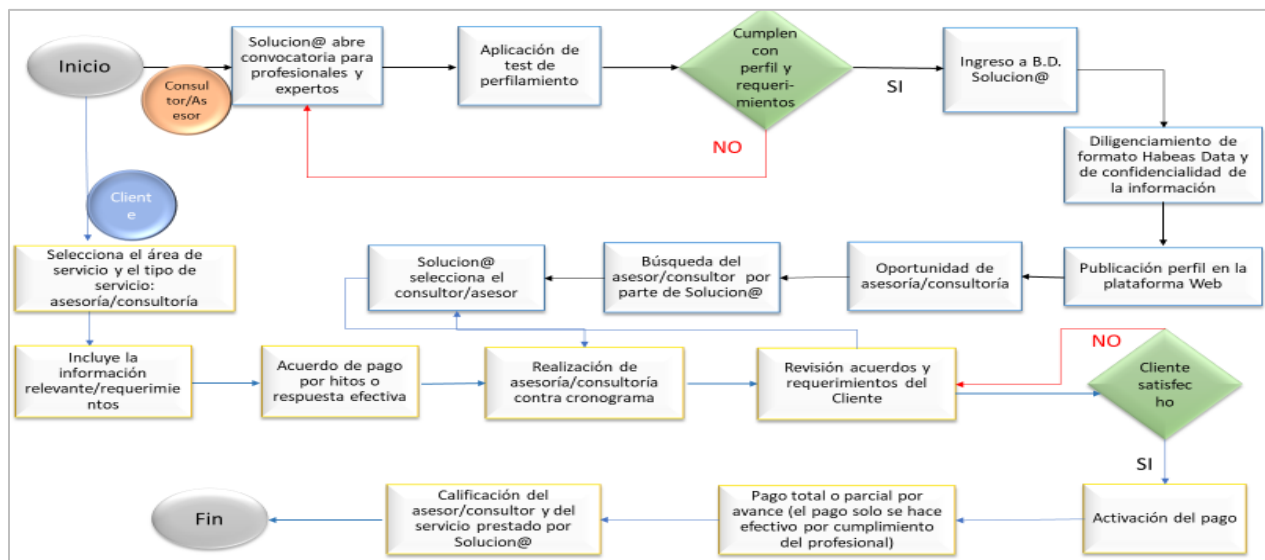 Inicio
Consul
tor/As
esor
Solucion@ abre
convocatoria para
profesionales y
expertos
Aplicación de
test de
perfilamiento
Cumplen
con
perfil y
requeri-
mientos
SI
NO
Ingreso a B.D.
Solucion@
Diligenciamiento de
formato Habeas Data y
de confidencialidad de
la información
Client
e
Selecciona el área de
servicio y el tipo de
servicio:
asesoría/consultoría
Solucion@
selecciona el
consultor/asesor
Búsqueda del
asesor/consultor por
parte de Solucion@
Oportunidad de
asesoría/consultoría
Publicación perfil en la
plataforma Web
Incluye la
información
relevante/requerimie
ntos
Acuerdo de pago
por hitos o
respuesta efectiva
Realización de
asesoría/consultoría
contra cronograma
Revisión acuerdos y
requerimientos del
Cliente
NO
Cliente
satisfec
ho
SI
Fin
Calificación del
asesor/consultor y del
servicio prestado por
Solucion@
Pago total o parcial por
avance (el pago solo se hace
efectivo por cumplimiento
del profesional)
Activación del pago